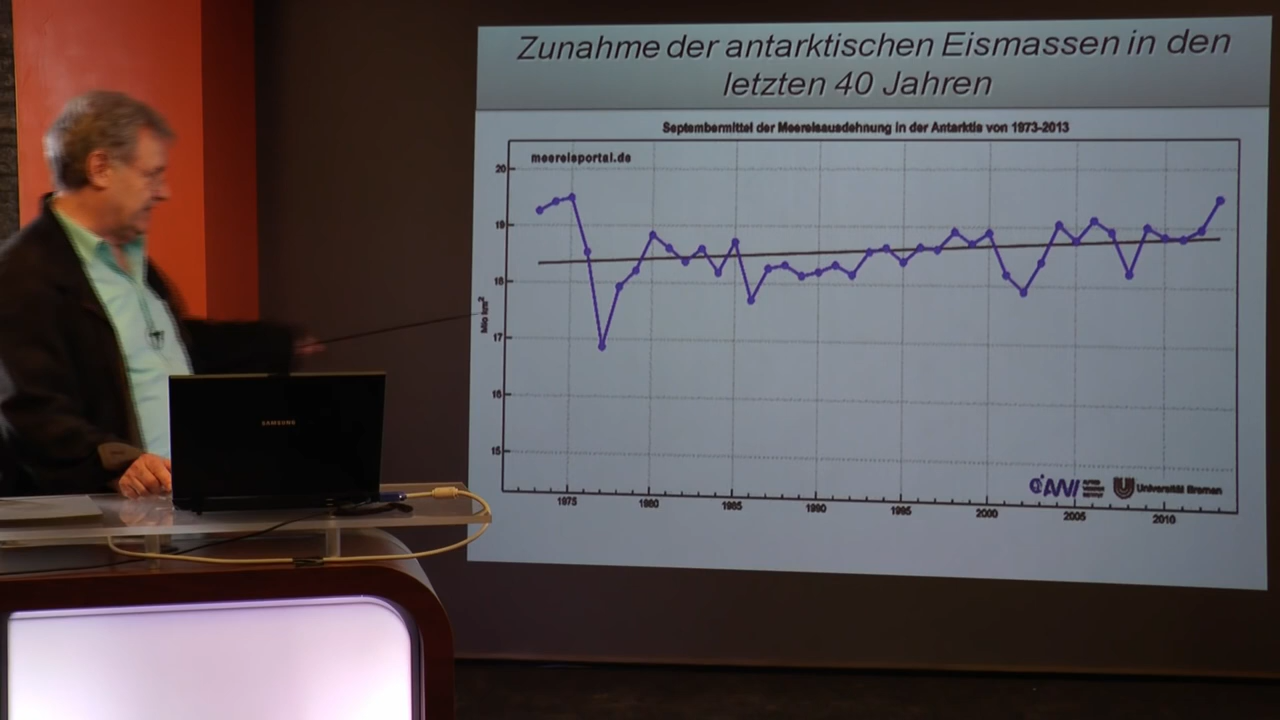 Zunahme der antarktischen Eismassen in den
letzten 40 Jahren
Septembermittel der Meereisausdehnung in der Antarktis von 1973-2013
meereisportal.de
20
19
18
17
16
15
Mio km²
1975
1980
1985
1990
1995
2000
2005
2010
AWI
Universität Bremen
SAMSUNG